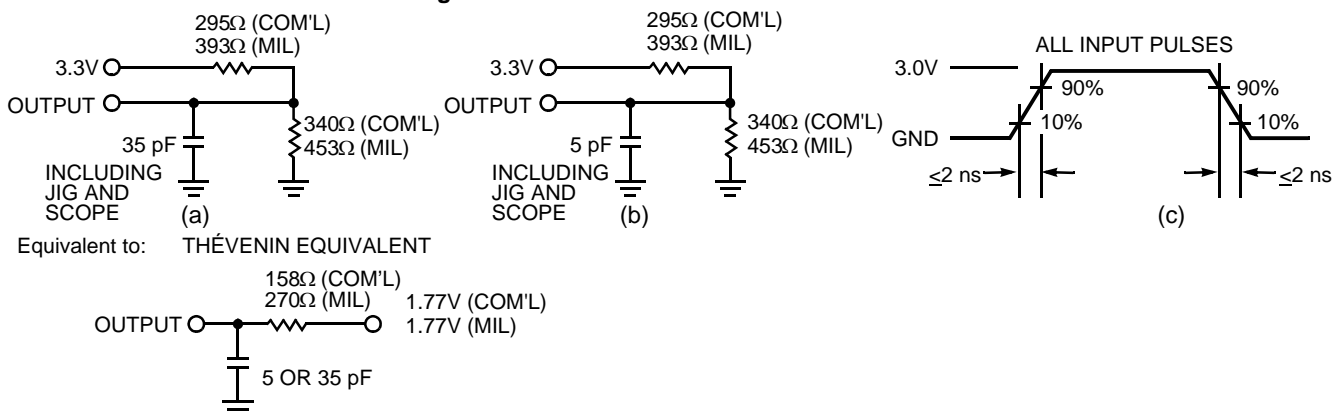 295Ω (COM'L)
393Ω (MIL)
3.3V
OUTPUT
35 pF
340Ω (COM'L)
453Ω (MIL)
INCLUDING
JIG AND
SCOPE
(a)
295Ω (COM'L)
393Ω (MIL)
3.3V
OUTPUT
5 pF
340Ω (COM'L)
453Ω (MIL)
INCLUDING
JIG AND
SCOPE
(b)
ALL INPUT PULSES
3.0V
90%
90%
10%
10%
GND
≤2 ns
≤2 ns
(c)
Equivalent to: THÉVENIN EQUIVALENT
158Ω (COM'L)
270Ω (MIL)
1.77V (COM'L)
1.77V (MIL)
OUTPUT
5 OR 35 pF